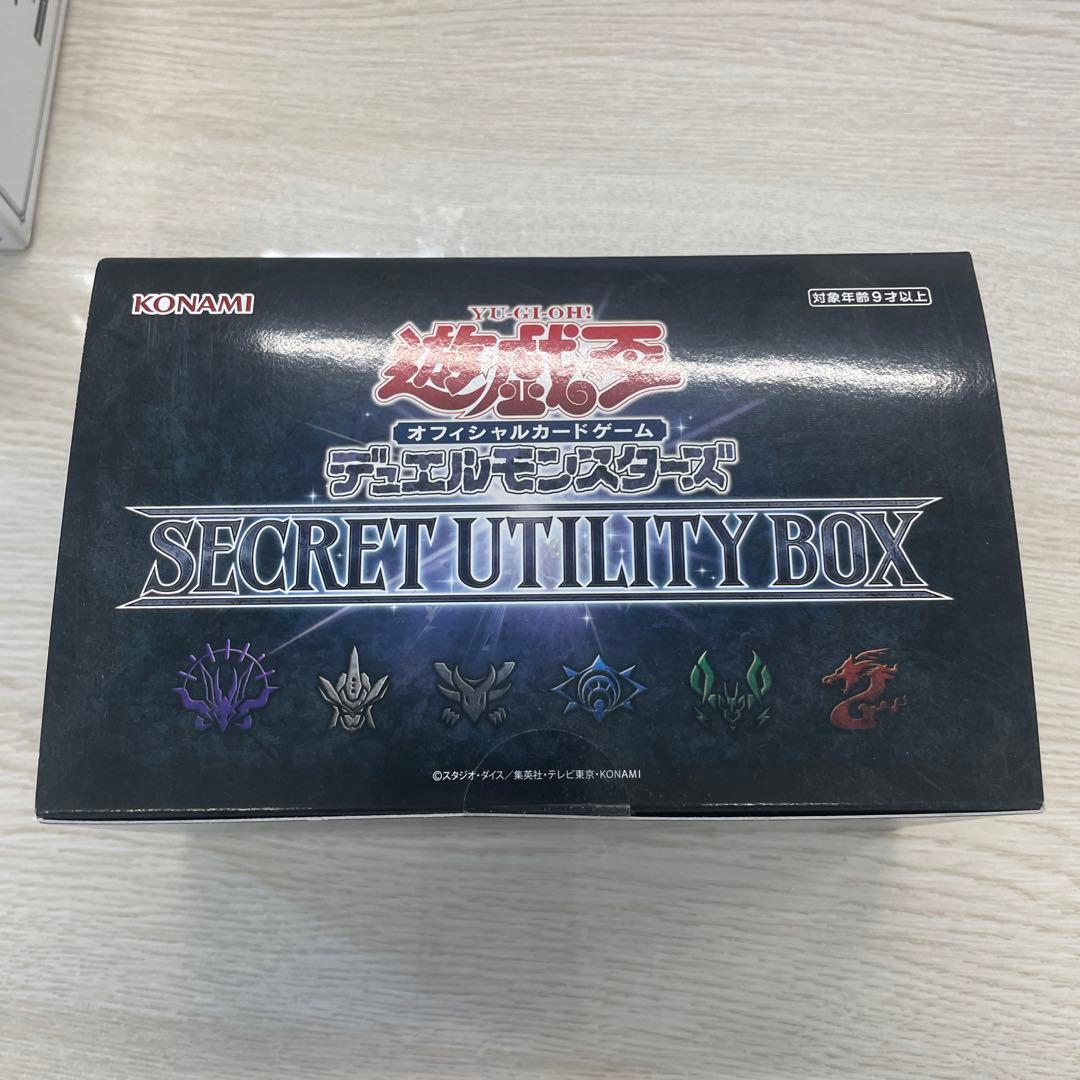 KONAMI
対象年齢9才以上
YU-GI-OH!
遊戯王
オフィシャルカードゲーム
デュエルモンスターズ
SECRET UTILITY BOX
©スタジオ・ダイス／集英社・テレビ東京・KONAMI